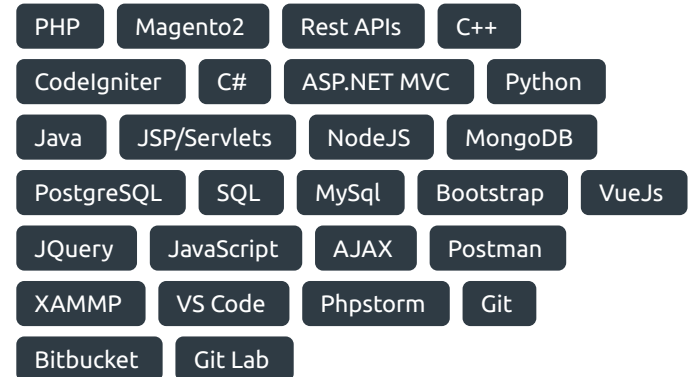 PHP Magento2 Rest APIs C++
CodeIgniter C# ASP.NET MVC Python
Java JSP/Servlets NodeJS MongoDB
PostgreSQL SQL MySql Bootstrap VueJs
JQuery JavaScript AJAX Postman
XAMMP VS Code Phpstorm Git
Bitbucket Git Lab